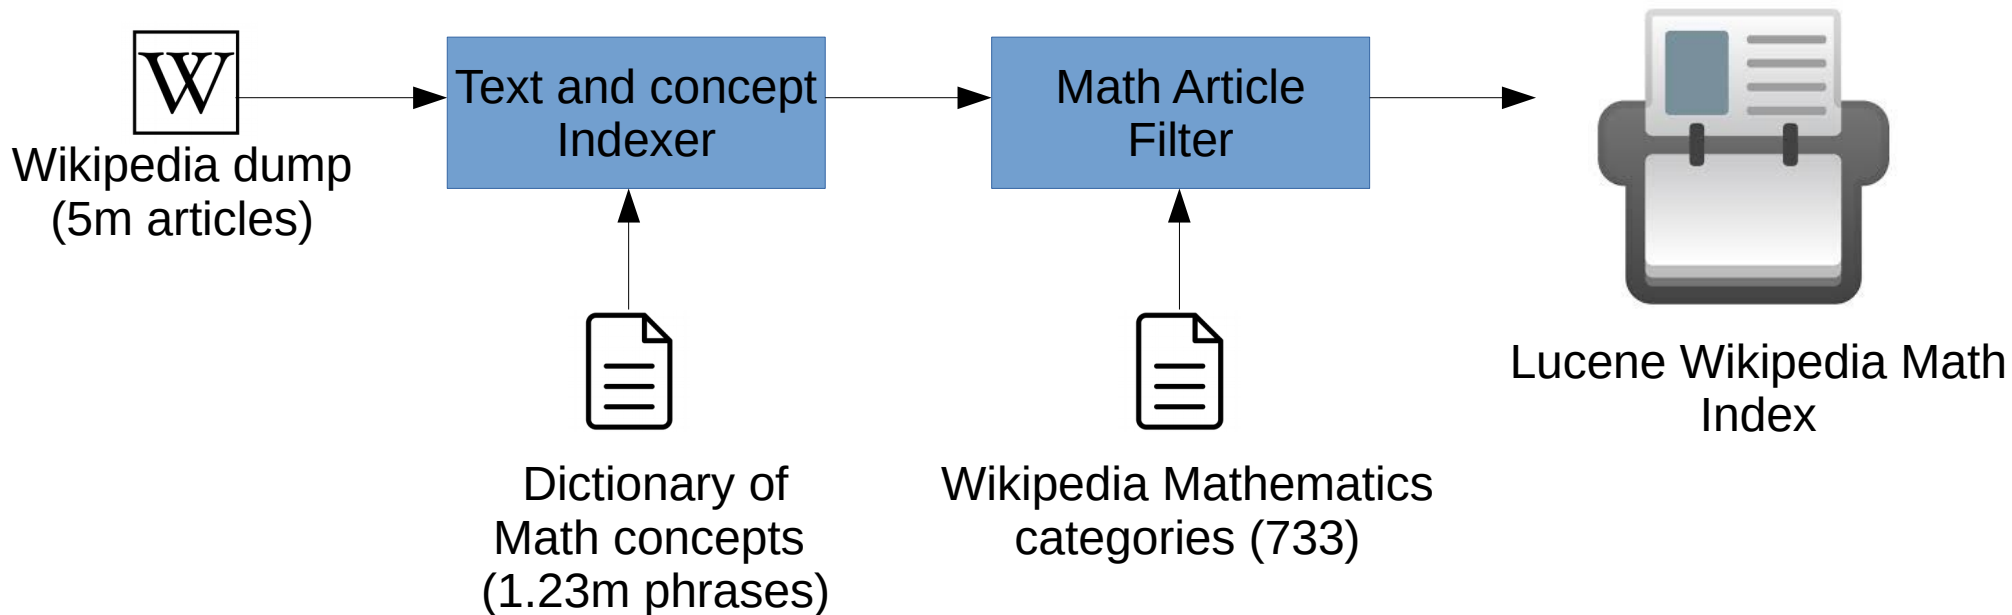 W
Wikipedia dump
(5m articles)
Text and concept
Indexer
Math Article
Filter
Dictionary of
Math concepts
(1.23m phrases)
Wikipedia Mathematics
categories (733)
Lucene Wikipedia Math
Index